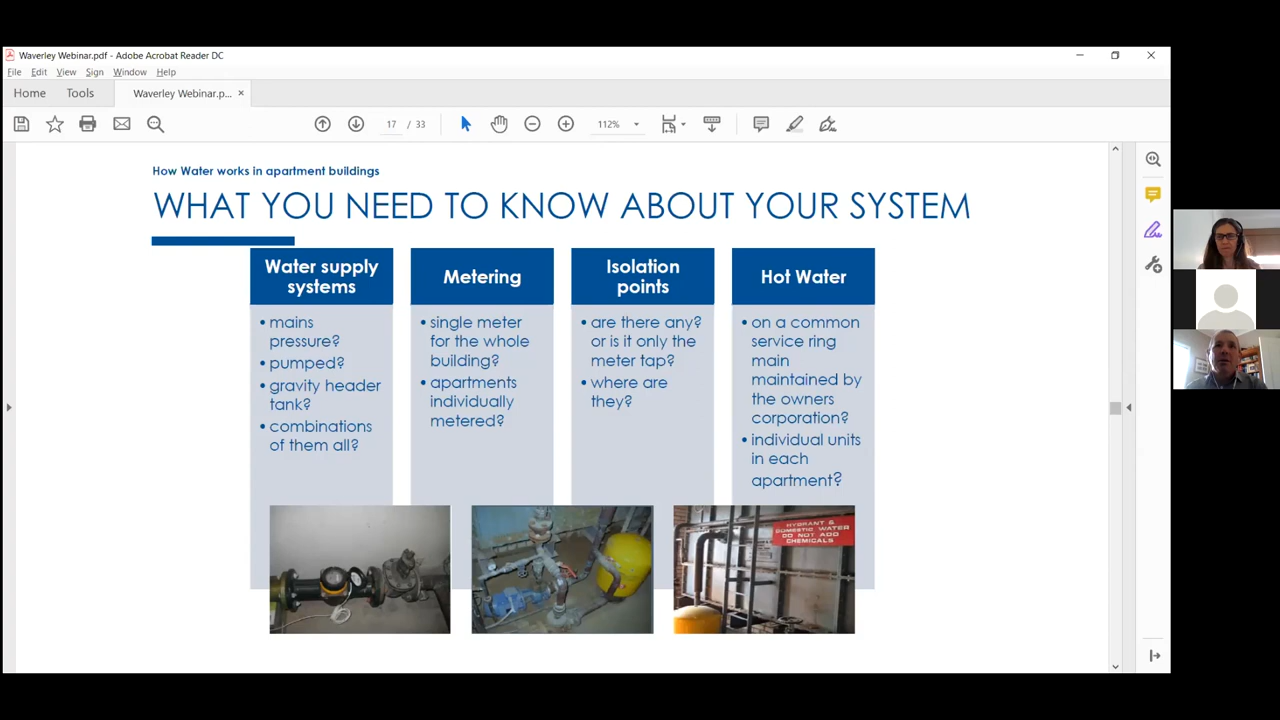 Waverley Webinar.pdf - Adobe Acrobat Reader DC
File Edit View Sign Window Help
Home Tools Waverley Webinar.p... ×
17 / 33 112%
How Water works in apartment buildings
WHAT YOU NEED TO KNOW ABOUT YOUR SYSTEM
Water supply
systems
• mains
pressure?
• pumped?
• gravity header
tank?
• combinations
of them all?
Metering
• single meter
for the whole
building?
• apartments
individually
metered?
Isolation
points
• are there any?
or is it only the
meter tap?
• where are
they?
Hot Water
• on a common
service ring
main
maintained by
the owners
corporation?
• individual units
in each
apartment?
HYDRANT &
DOMESTIC WATER
DO NOT ADD
CHEMICALS